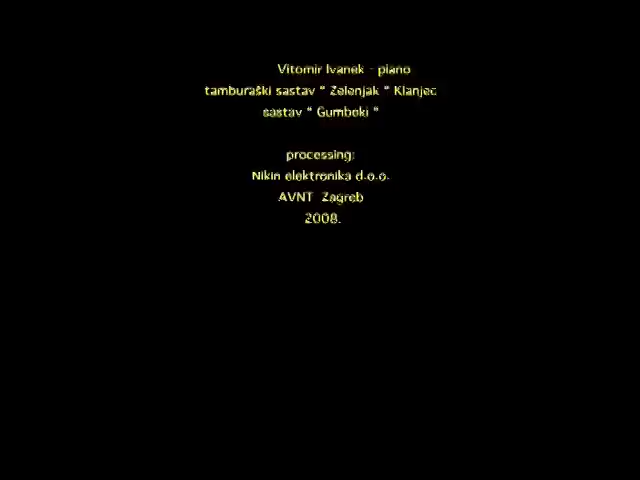 Vitomir Ivanek - piano
tamburaški sastav " Zelenjak " Klanjec
sastav " Gumbeki "
processing:
Nikin elektronika d.o.o.
AVNT Zagreb
2008.